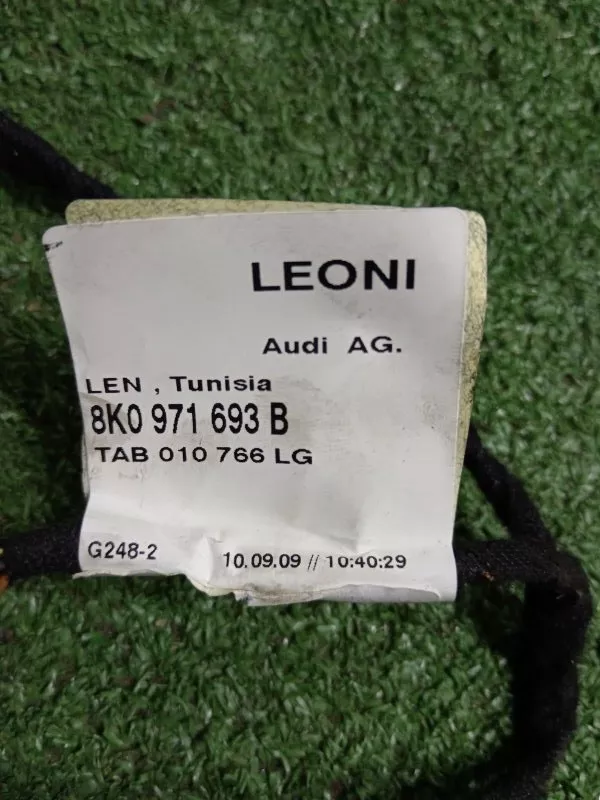 LEONI
Audi AG.
LEN , Tunisia
8K0 971 693 B
TAB 010 766 LG
G248-2 10.09.09 // 10:40:29